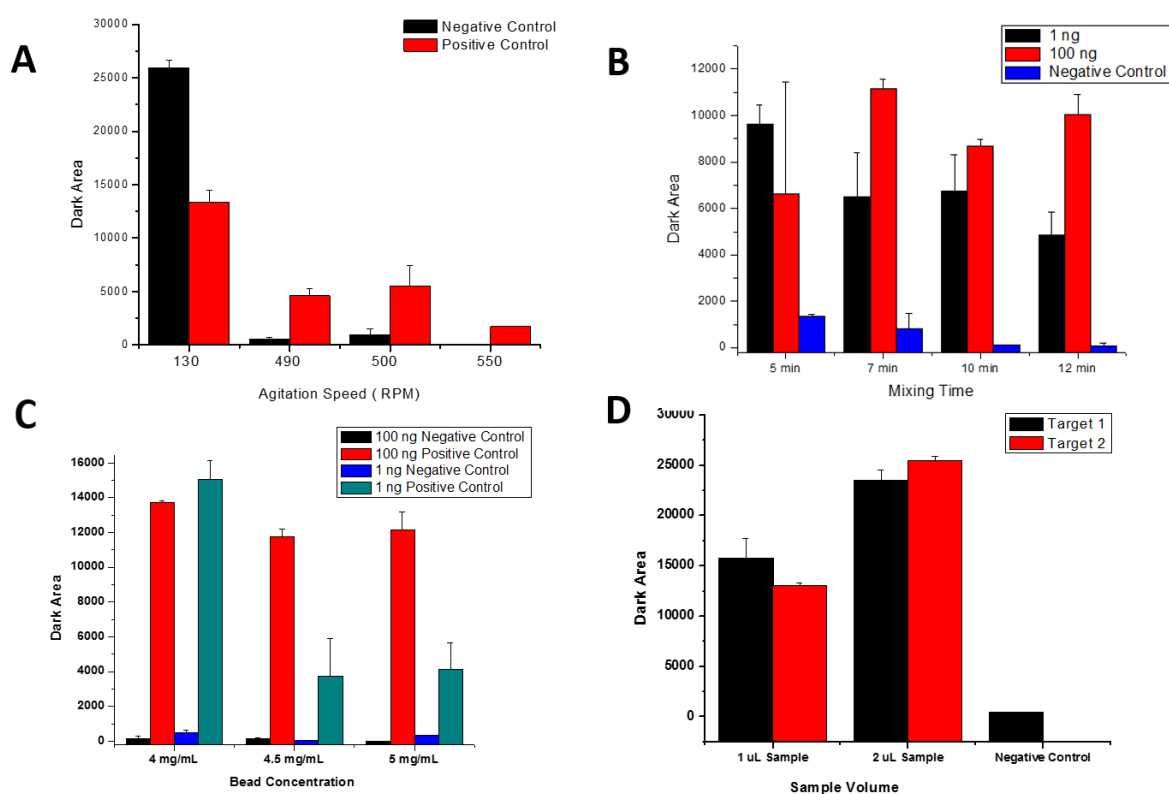 A
Negative Control
Positive Control
30000
25000
20000
15000
10000
5000
0
Dark Area
130 490 500 550
Agitation Speed ( RPM)
B
1 ng
100 ng
Negative Control
12000
10000
8000
6000
4000
2000
0
Dark Area
5 min 7 min 10 min 12 min
Mixing Time
C
100 ng Negative Control
100 ng Positive Control
1 ng Negative Control
1 ng Positive Control
16000
14000
12000
10000
8000
6000
4000
2000
0
Dark Area
4 mg/mL 4.5 mg/mL 5 mg/mL
Bead Concentration
D
Target 1
Target 2
30000
25000
20000
15000
10000
5000
0
Dark Area
1 uL Sample 2 uL Sample Negative Control
Sample Volume